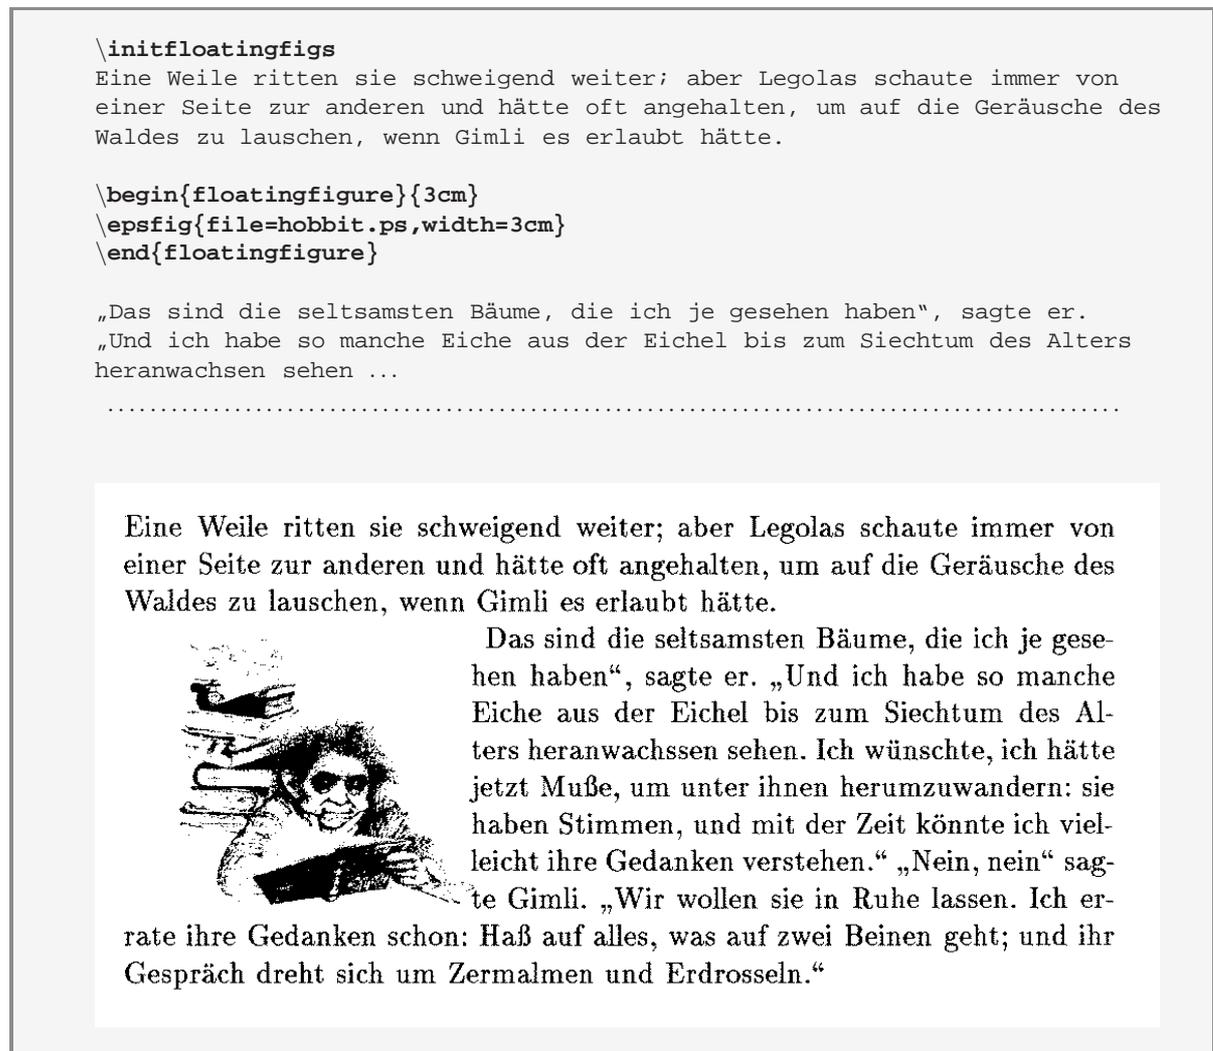 \initfloatingfigs
Eine Weile ritten sie schweigend weiter; aber Legolas schaute immer von
einer Seite zur anderen und hätte oft angehalten, um auf die Geräusche des
Waldes zu lauschen, wenn Gimli es erlaubt hätte.
\begin{floatingfigure}{3cm}
\epsfig{file=hobbit.ps,width=3cm}
\end{floatingfigure}
„Das sind die seltsamsten Bäume, die ich je gesehen haben“, sagte er.
„Und ich habe so manche Eiche aus der Eichel bis zum Siechtum des Alters
heranwachsen sehen ...
Eine Weile ritten sie schweigend weiter; aber Legolas schaute immer von
einer Seite zur anderen und hätte oft angehalten, um auf die Geräusche des
Waldes zu lauschen, wenn Gimli es erlaubt hätte.
Das sind die seltsamsten Bäume, die ich je gese-
hen haben“, sagte er. „Und ich habe so manche
Eiche aus der Eichel bis zum Siechtum des Al-
ters heranwachssen sehen. Ich wünschte, ich hätte
jetzt Muße, um unter ihnen herumzuwandern: sie
haben Stimmen, und mit der Zeit könnte ich viel-
leicht ihre Gedanken verstehen.“ „Nein, nein“ sag-
te Gimli. „Wir wollen sie in Ruhe lassen. Ich er-
rate ihre Gedanken schon: Haß auf alles, was auf zwei Beinen geht; und ihr
Gespräch dreht sich um Zermalmen und Erdrosseln.“